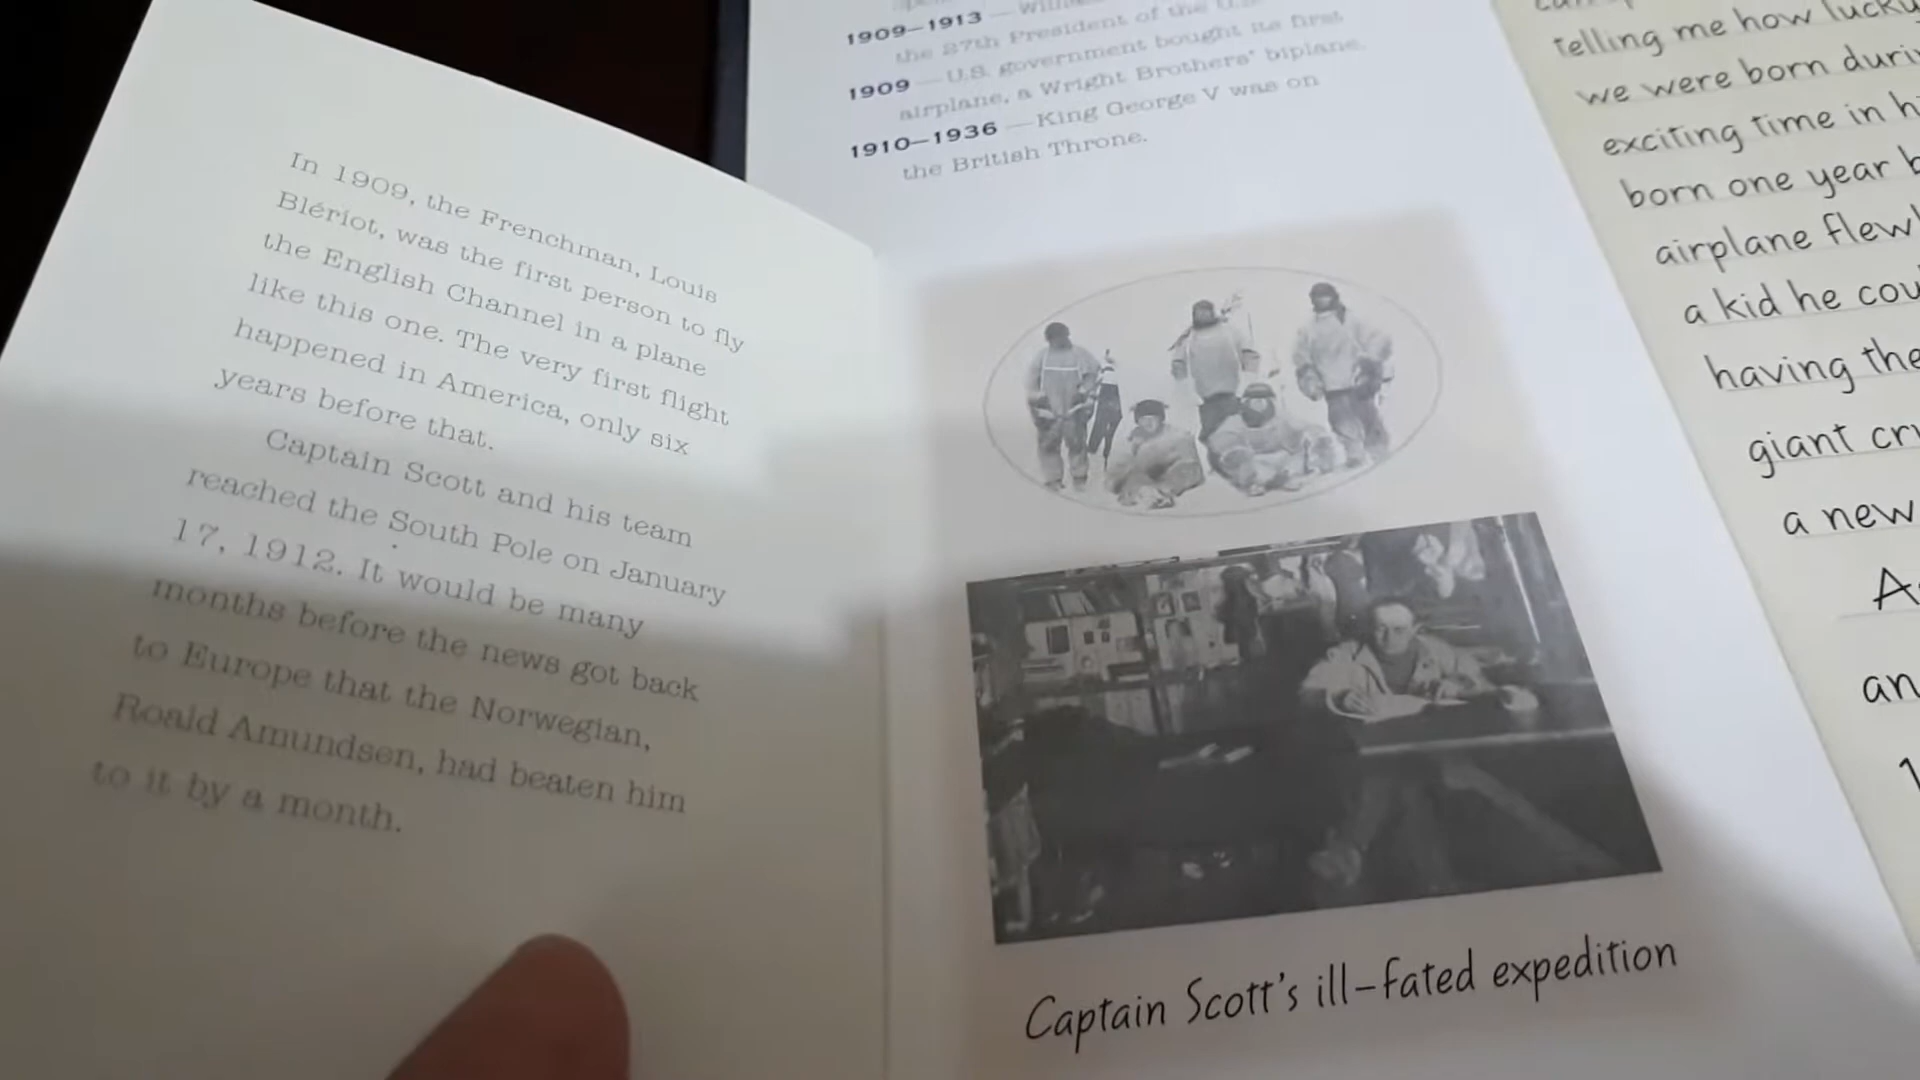 In 1909, the Frenchman, Louis
Blériot, was the first person to fly
the English Channel in a plane
like this one. The very first flight
happened in America, only six
years before that.
Captain Scott and his team
reached the South Pole on January
17, 1912. It would be many
months before the news got back
to Europe that the Norwegian,
Roald Amundsen, had beaten him
to it by a month.
1909–1913 —
the 27th President of the U.S.
1909 — U.S. government bought its first
airplane, a Wright Brothers' biplane.
1910–1936 — King George V was on
the British Throne.
Captain Scott's ill-fated expedition
telling me how lucky
we were born
exciting time in
born one year
airplane flew
a kid he
having the
giant
a new